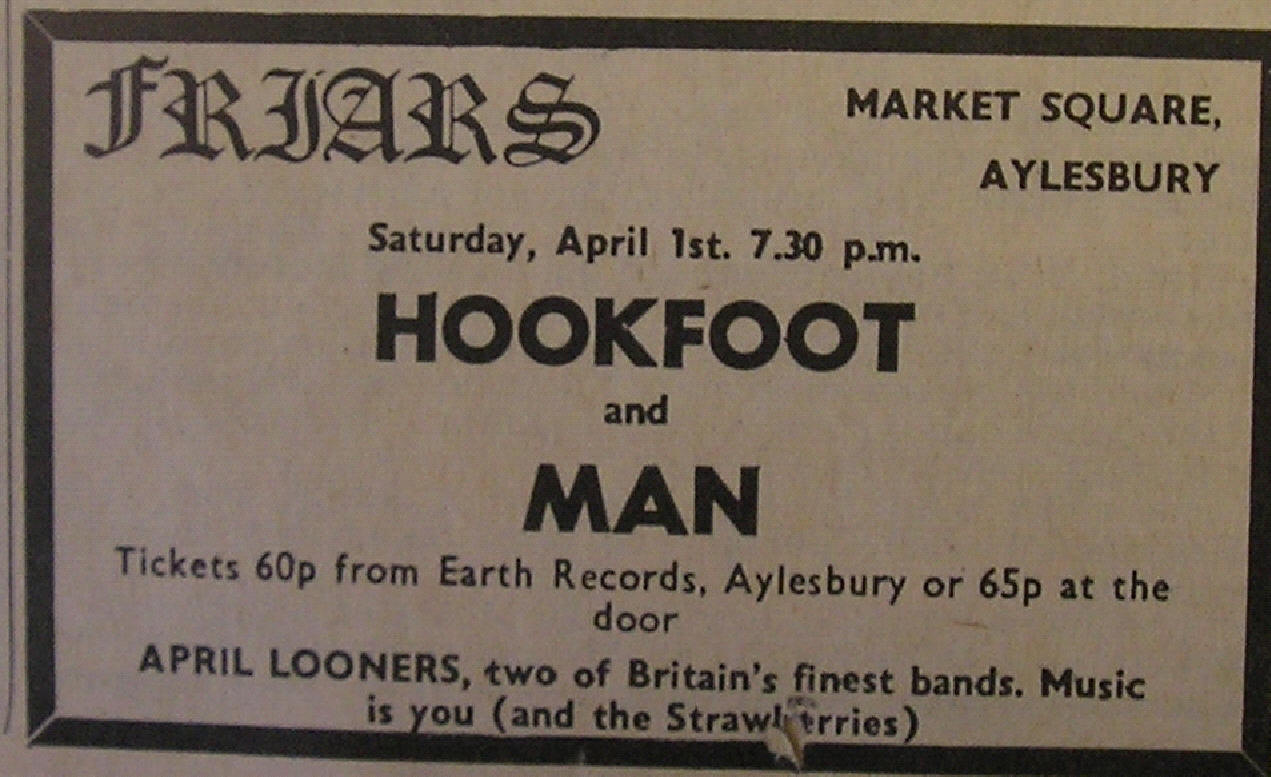 FRIARS
MARKET SQUARE,
AYLESBURY
Saturday, April 1st. 7.30 p.m.
HOOKFOOT
and
MAN
Tickets 60p from Earth Records, Aylesbury or 65p at the
door
APRIL LOONERS, two of Britain's finest bands. Music
is you (and the Strawberries)